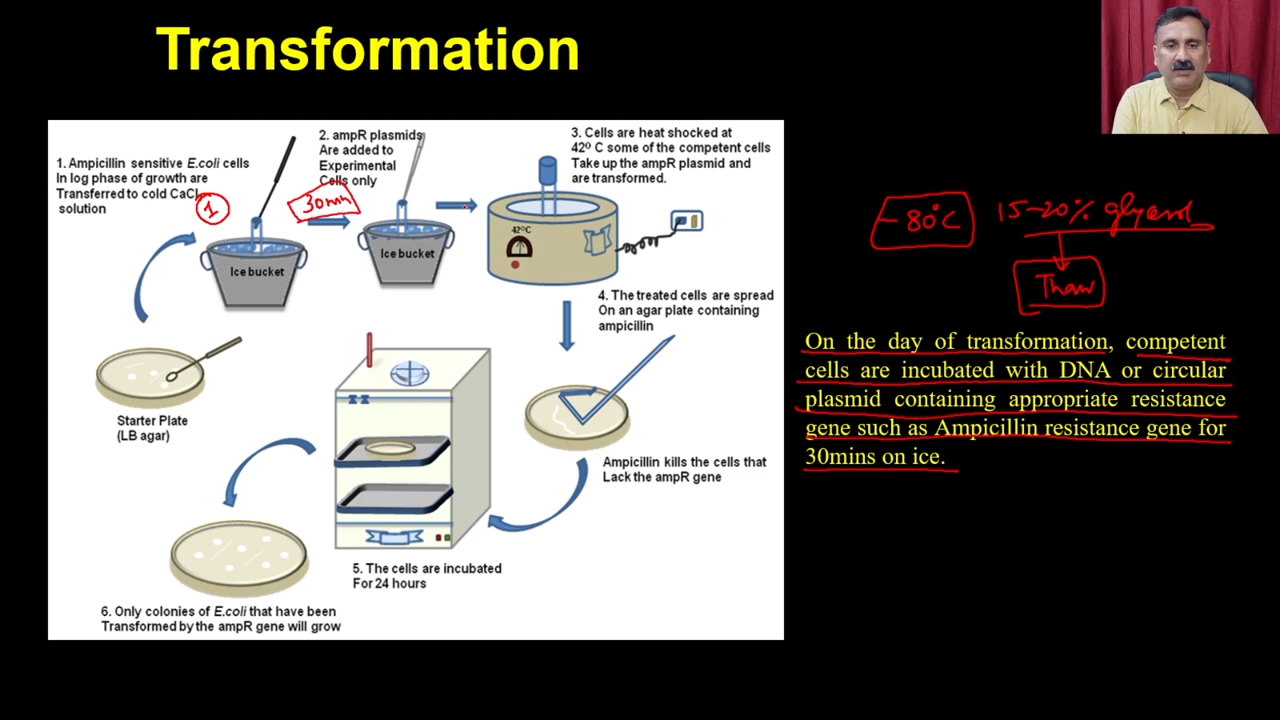 Transformation
1. Ampicillin sensitive E.coli cells
In log phase of growth are
Transferred to cold CaCl
solution
1
30min
2. ampR plasmids
Are added to
Experimental
Cells only
3. Cells are heat shocked at
42⁰ C some of the competent cells
Take up the ampR plasmid and
are transformed.
Ice bucket
Ice bucket
42⁰C
4. The treated cells are spread
On an agar plate containing
ampicillin
Starter Plate
(LB agar)
Ampicillin kills the cells that
Lack the ampR gene
5. The cells are incubated
For 24 hours
6. Only colonies of E.coli that have been
Transformed by the ampR gene will grow
-80°C
15-20% glycerol
Thaw
On the day of transformation, competent
cells are incubated with DNA or circular
plasmid containing appropriate resistance
gene such as Ampicillin resistance gene for
30mins on ice.